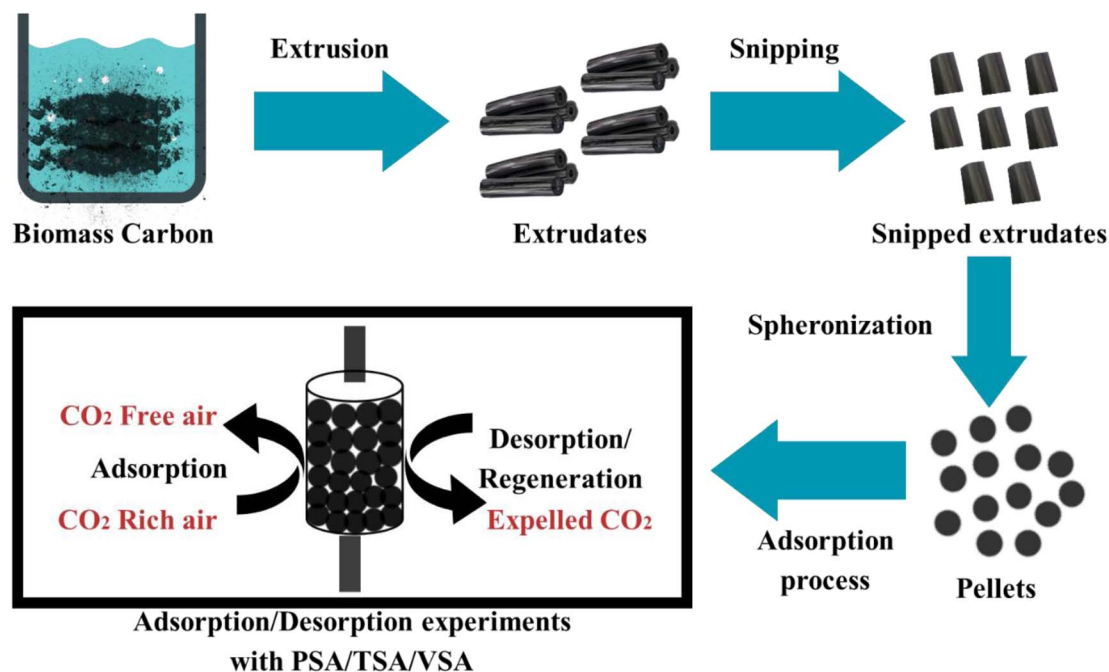 Extrusion
Snipping
Biomass Carbon
Extrudates
Snipped extrudates
Spheronization
CO₂ Free air
Adsorption
CO₂ Rich air
Desorption/
Regeneration
Expelled CO₂
Adsorption
process
Pellets
Adsorption/Desorption experiments
with PSA/TSA/VSA